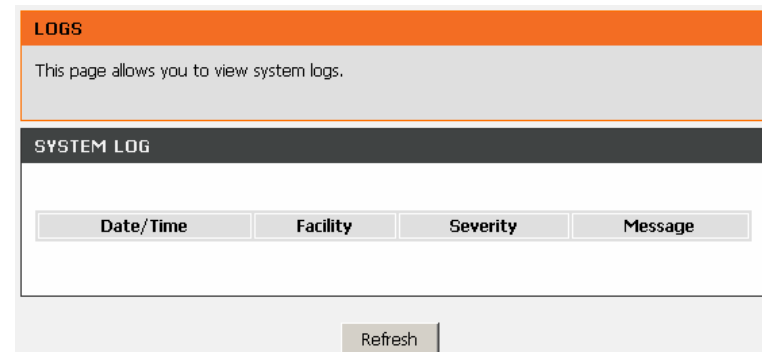 LOGS
This page allows you to view system logs.
SYSTEM LOG
Date/Time Facility Severity Message
Refresh